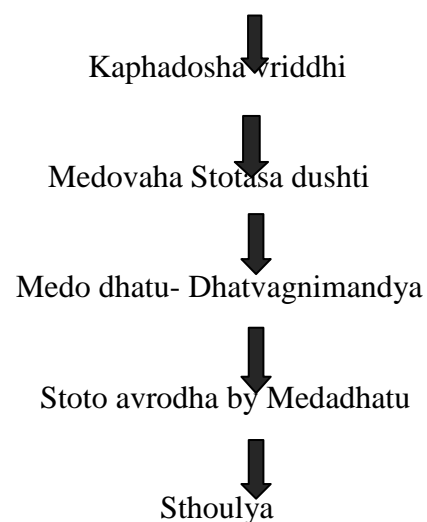 Kaphadosha vriddhi
Medovaha Stotasa dushti
Medo dhatu- Dhatvagnimandya
Stoto avrodha by Medadhatu
Sthoulya